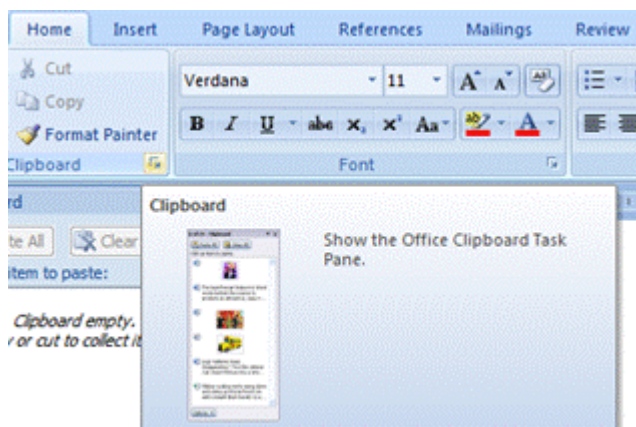 Home Insert Page Layout References Mailings Review
Cut
Copy
Format Painter
Clipboard
Verdana 11 A A Aa
B I U abe x, x² Aa A
Font
rd
te All Clear
item to paste:
Clipboard empty.
y or cut to collect it
Clipboard
Show the Office Clipboard Task
Pane.